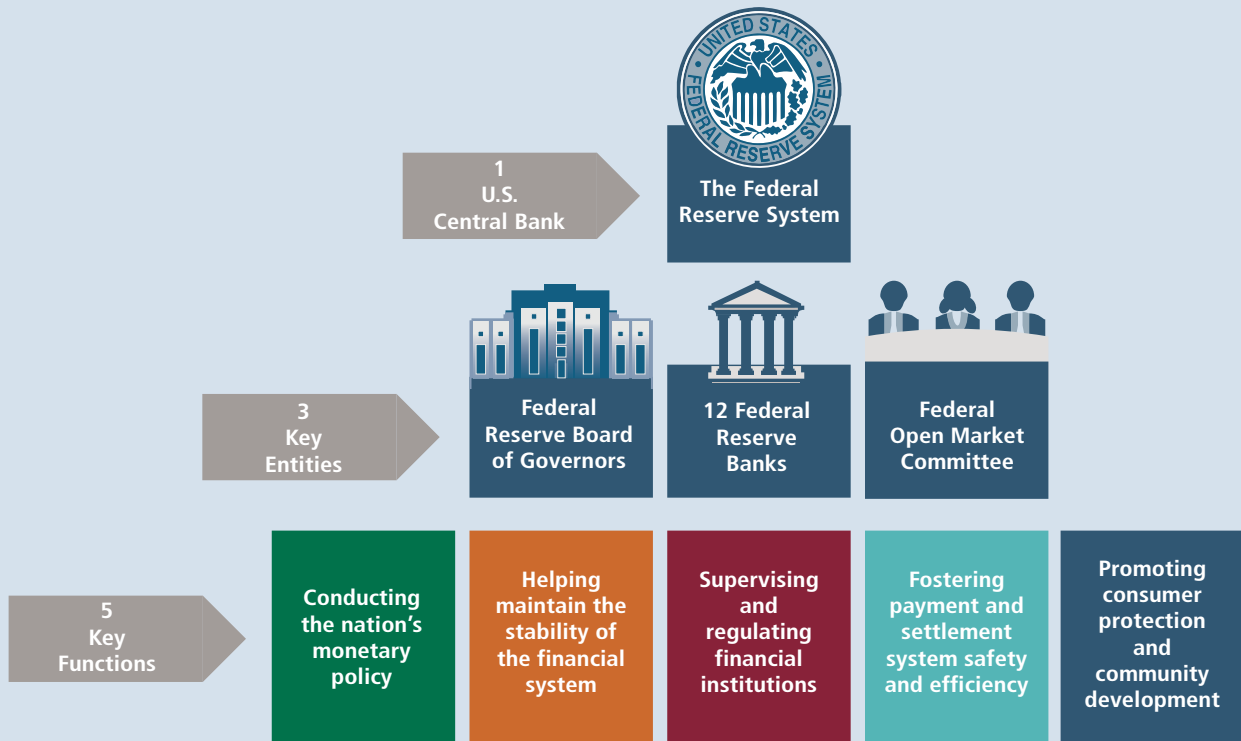 UNITED STATES
FEDERAL RESERVE SYSTEM
1
U.S.
Central Bank
The Federal
Reserve System
3
Key
Entities
Federal
Reserve Board
of Governors
12 Federal
Reserve
Banks
Federal
Open Market
Committee
5
Key
Functions
Conducting
the nation’s
monetary
policy
Helping
maintain the
stability of
the financial
system
Supervising
and
regulating
financial
institutions
Fostering
payment and
settlement
system safety
and efficiency
Promoting
consumer
protection
and
community
development